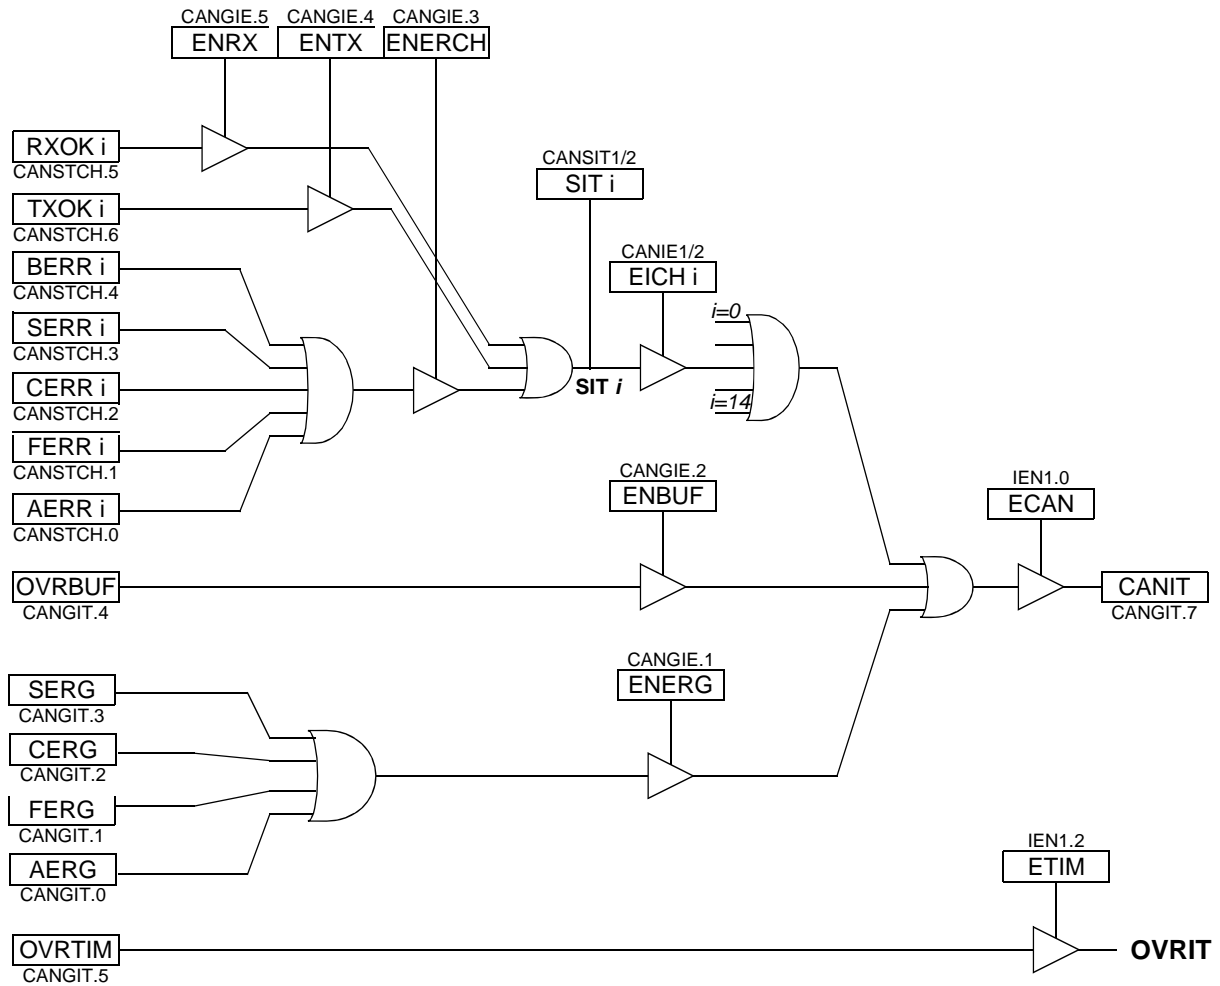 CANGIE.5 CANGIE.4 CANGIE.3
ENRX ENTX ENERCH
RXOK i
CANSTCH.5
TXOK i
CANSTCH.6
BERR i
CANSTCH.4
SERR i
CANSTCH.3
CERR i
CANSTCH.2
FERR i
CANSTCH.1
AERR i
CANSTCH.0
CANSIT1/2
SIT i
CANIE1/2
EICH i
SIT i
i=0
i=14
CANGIE.2
ENBUF
IEN1.0
ECAN
OVRBUF
CANGIT.4
CANIT
CANGIT.7
CANGIE.1
ENERG
SERG
CANGIT.3
CERG
CANGIT.2
FERG
CANGIT.1
AERG
CANGIT.0
IEN1.2
ETIM
OVRTIM
CANGIT.5
OVRIT